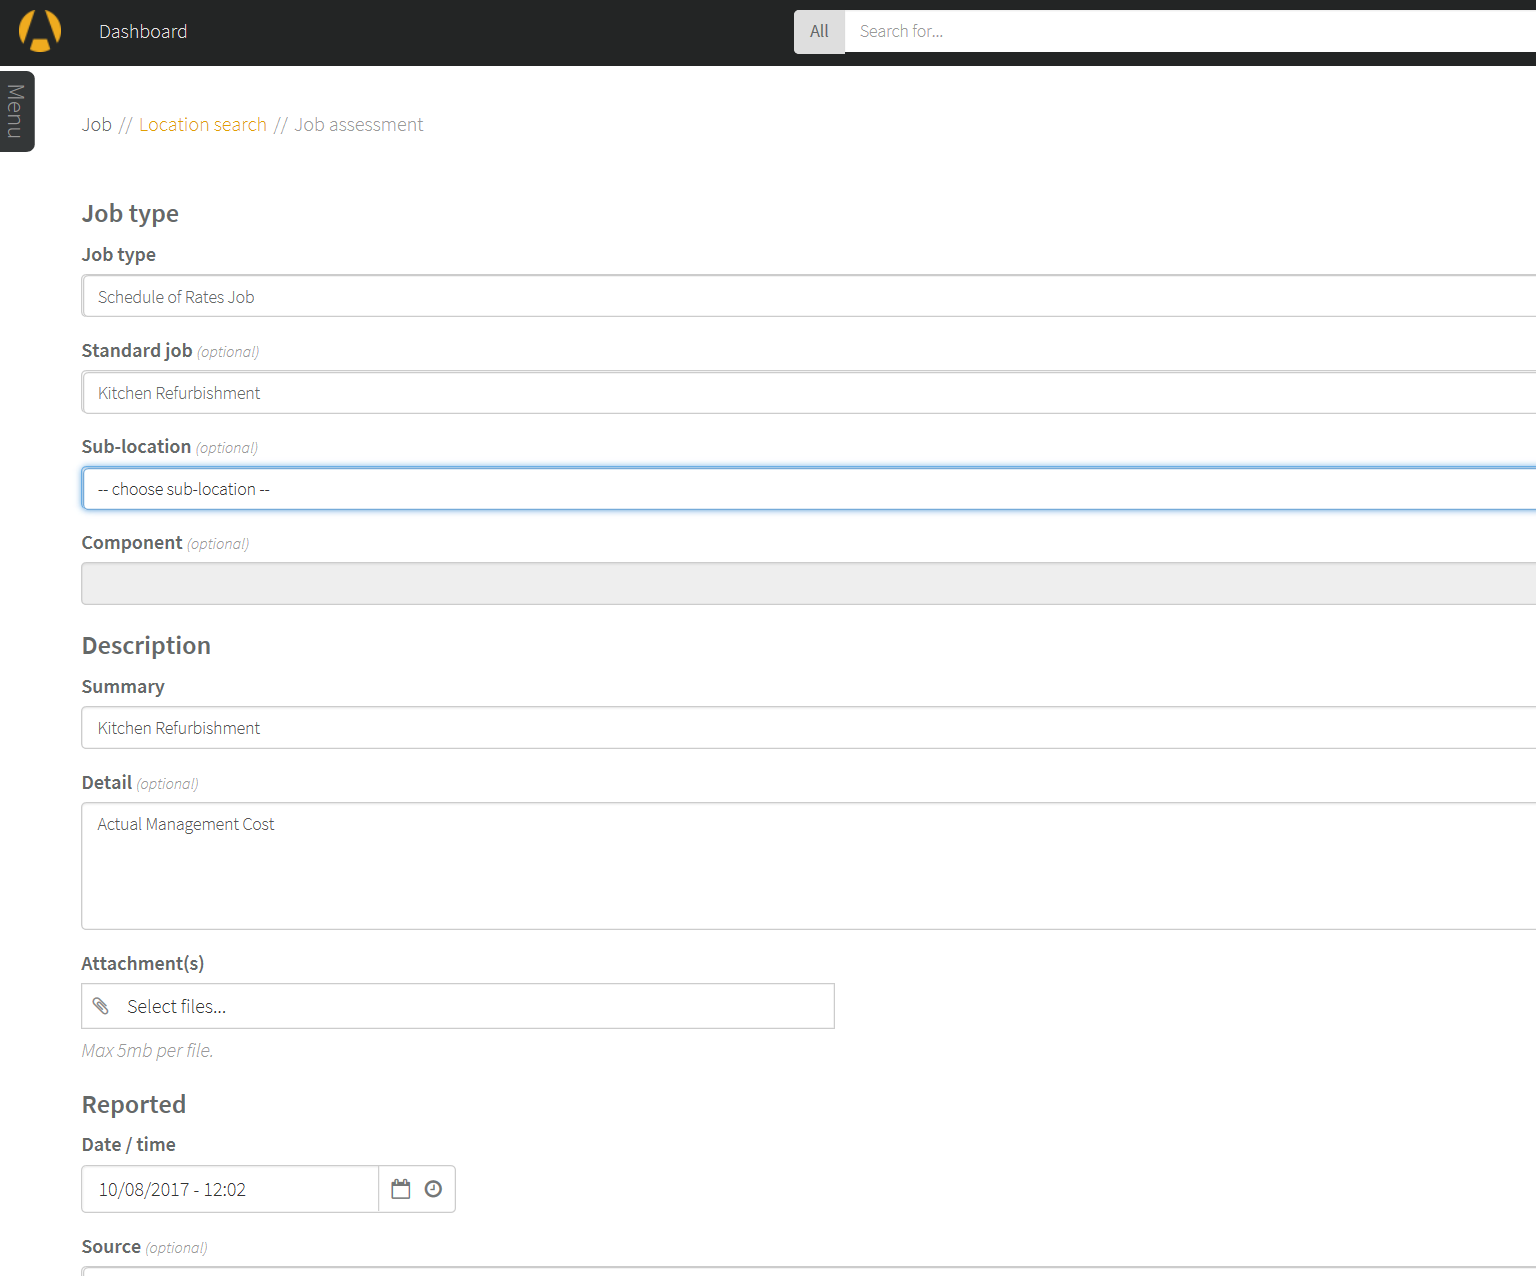 Dashboard
All
Search for...
Menu
Job // Location search // Job assessment
Job type
Job type
Schedule of Rates Job
Standard job (optional)
Kitchen Refurbishment
Sub-location (optional)
-- choose sub-location --
Component (optional)
Description
Summary
Kitchen Refurbishment
Detail (optional)
Actual Management Cost
Attachment(s)
Select files...
Max 5mb per file.
Reported
Date / time
10/08/2017 - 12:02
Source (optional)